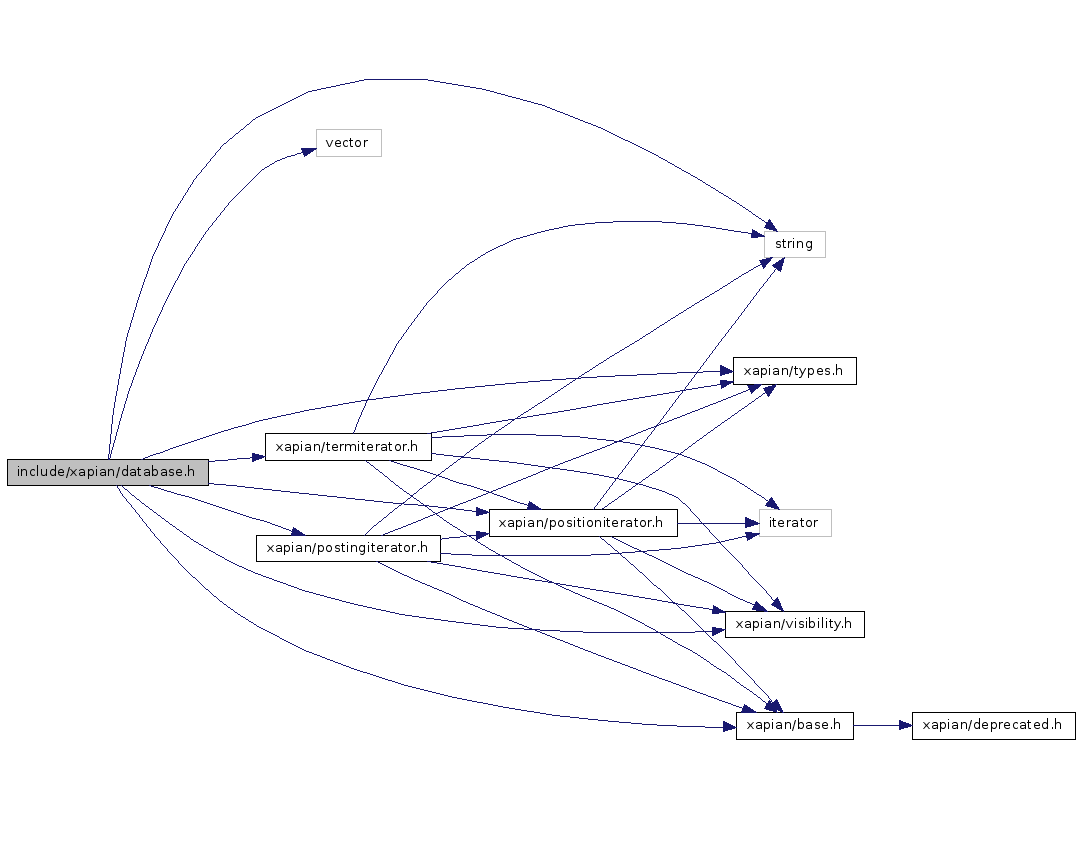 vector
string
xapian/types.h
xapian/termiterator.h
include/xapian/database.h
xapian/positioniterator.h
iterator
xapian/postingiterator.h
xapian/visibility.h
xapian/base.h
xapian/deprecated.h